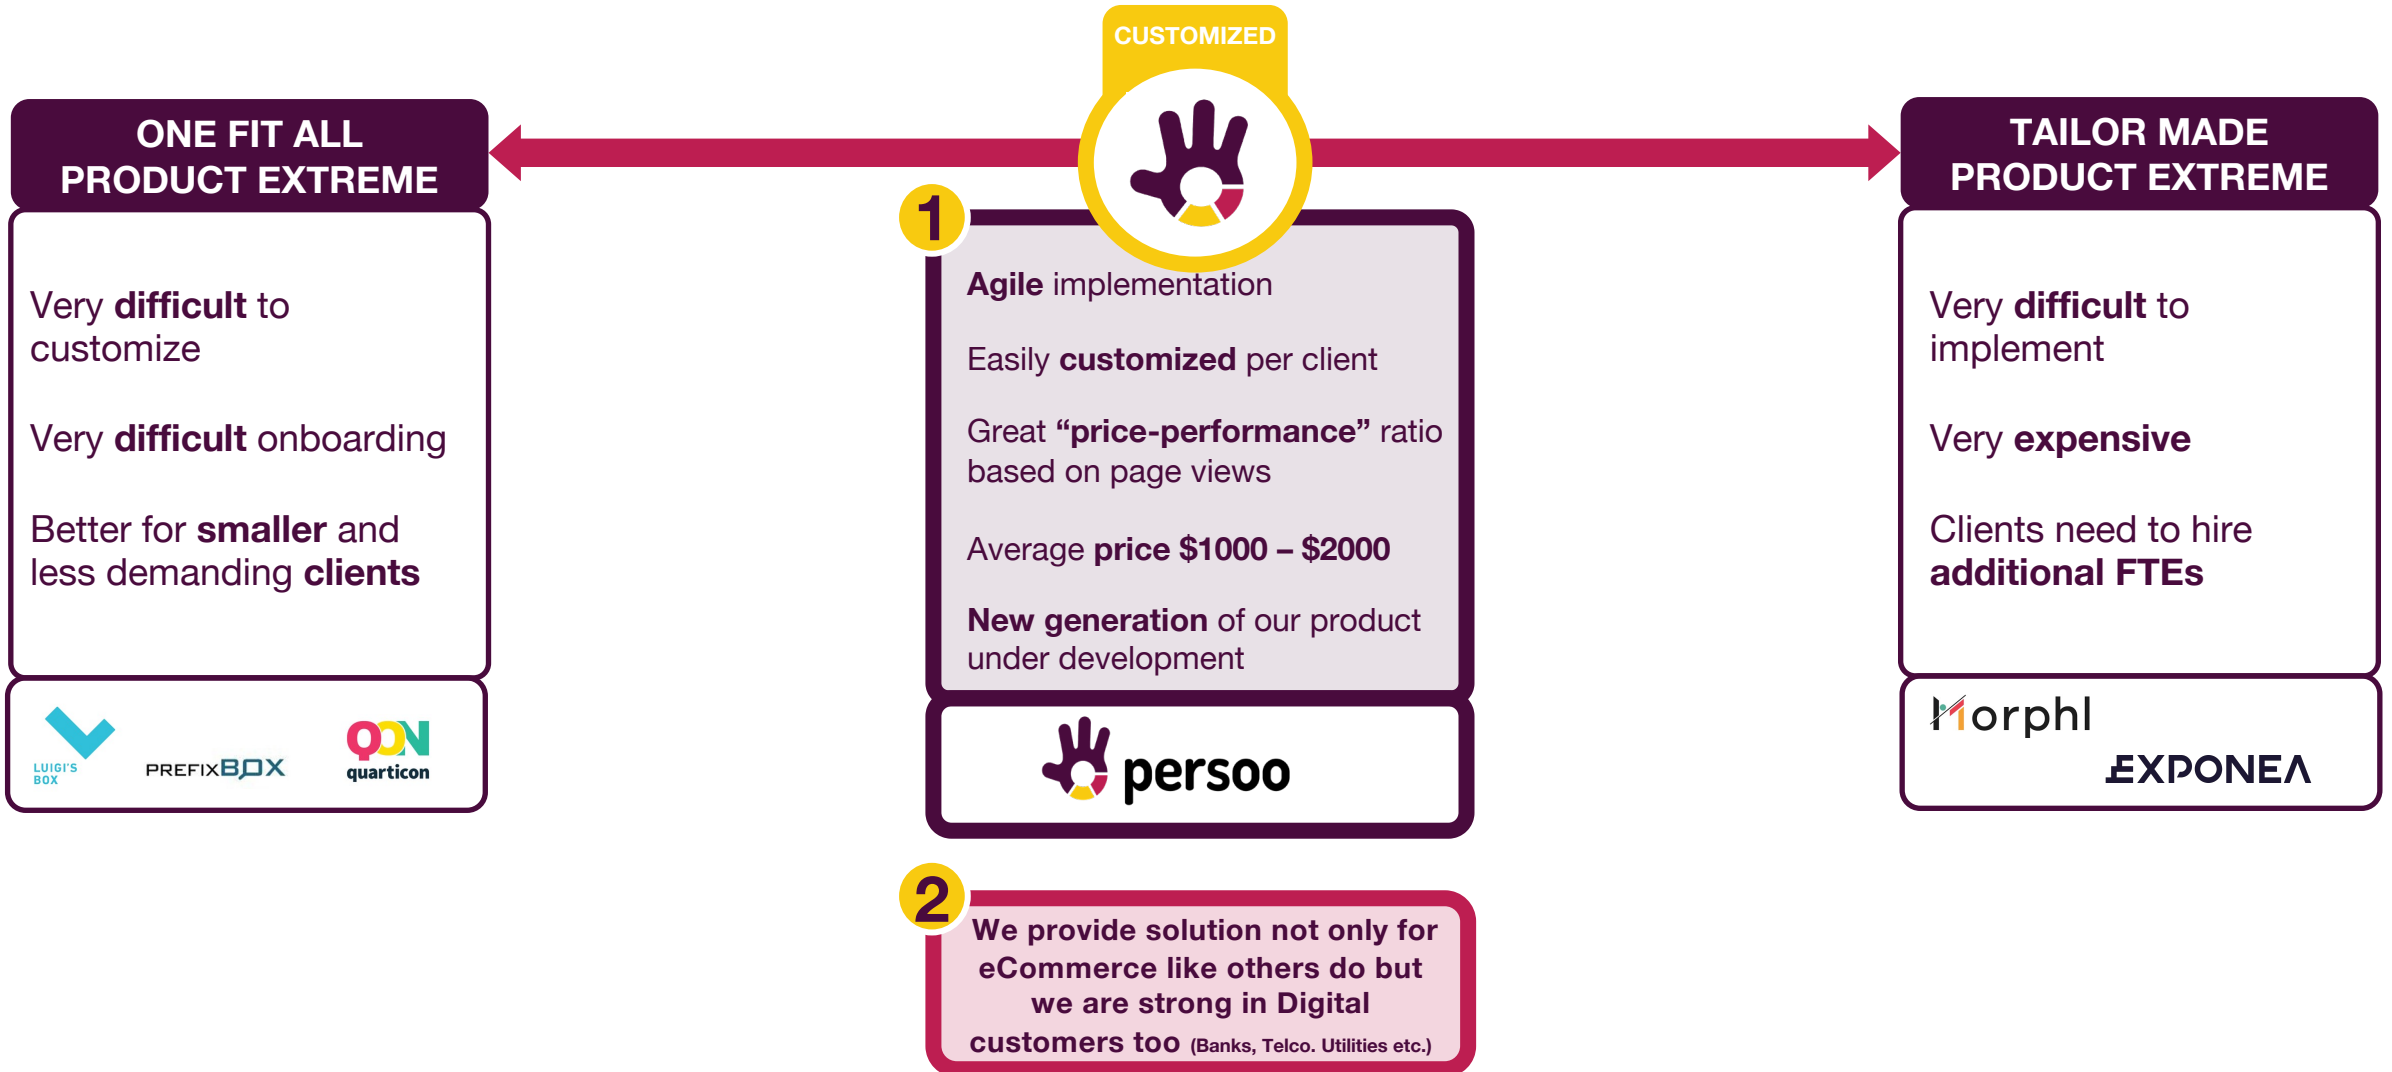 CUSTOMIZED
ONE FIT ALL
PRODUCT EXTREME
Very difficult to
customize
Very difficult onboarding
Better for smaller and
less demanding clients
LUIGI'S
BOX
PREFIXBOX
QON
quarticon
1
Agile implementation
Easily customized per client
Great “price-performance” ratio
based on page views
Average price $1000 – $2000
New generation of our product
under development
persoo
2
We provide solution not only for
eCommerce like others do but
we are strong in Digital
customers too (Banks, Telco. Utilities etc.)
TAILOR MADE
PRODUCT EXTREME
Very difficult to
implement
Very expensive
Clients need to hire
additional FTEs
Morphl
EXPONEA